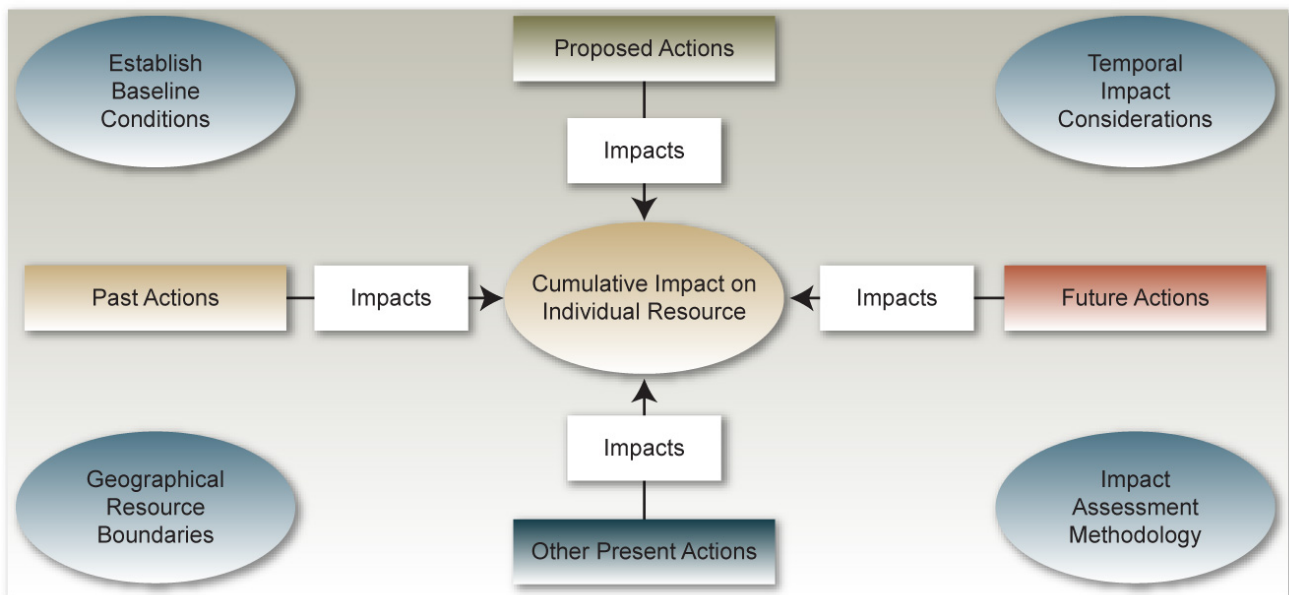 Establish
Baseline
Conditions
Proposed Actions
Temporal
Impact
Considerations
Impacts
Past Actions
Impacts
Cumulative Impact on
Individual Resource
Impacts
Future Actions
Impacts
Geographical
Resource
Boundaries
Other Present Actions
Impact
Assessment
Methodology